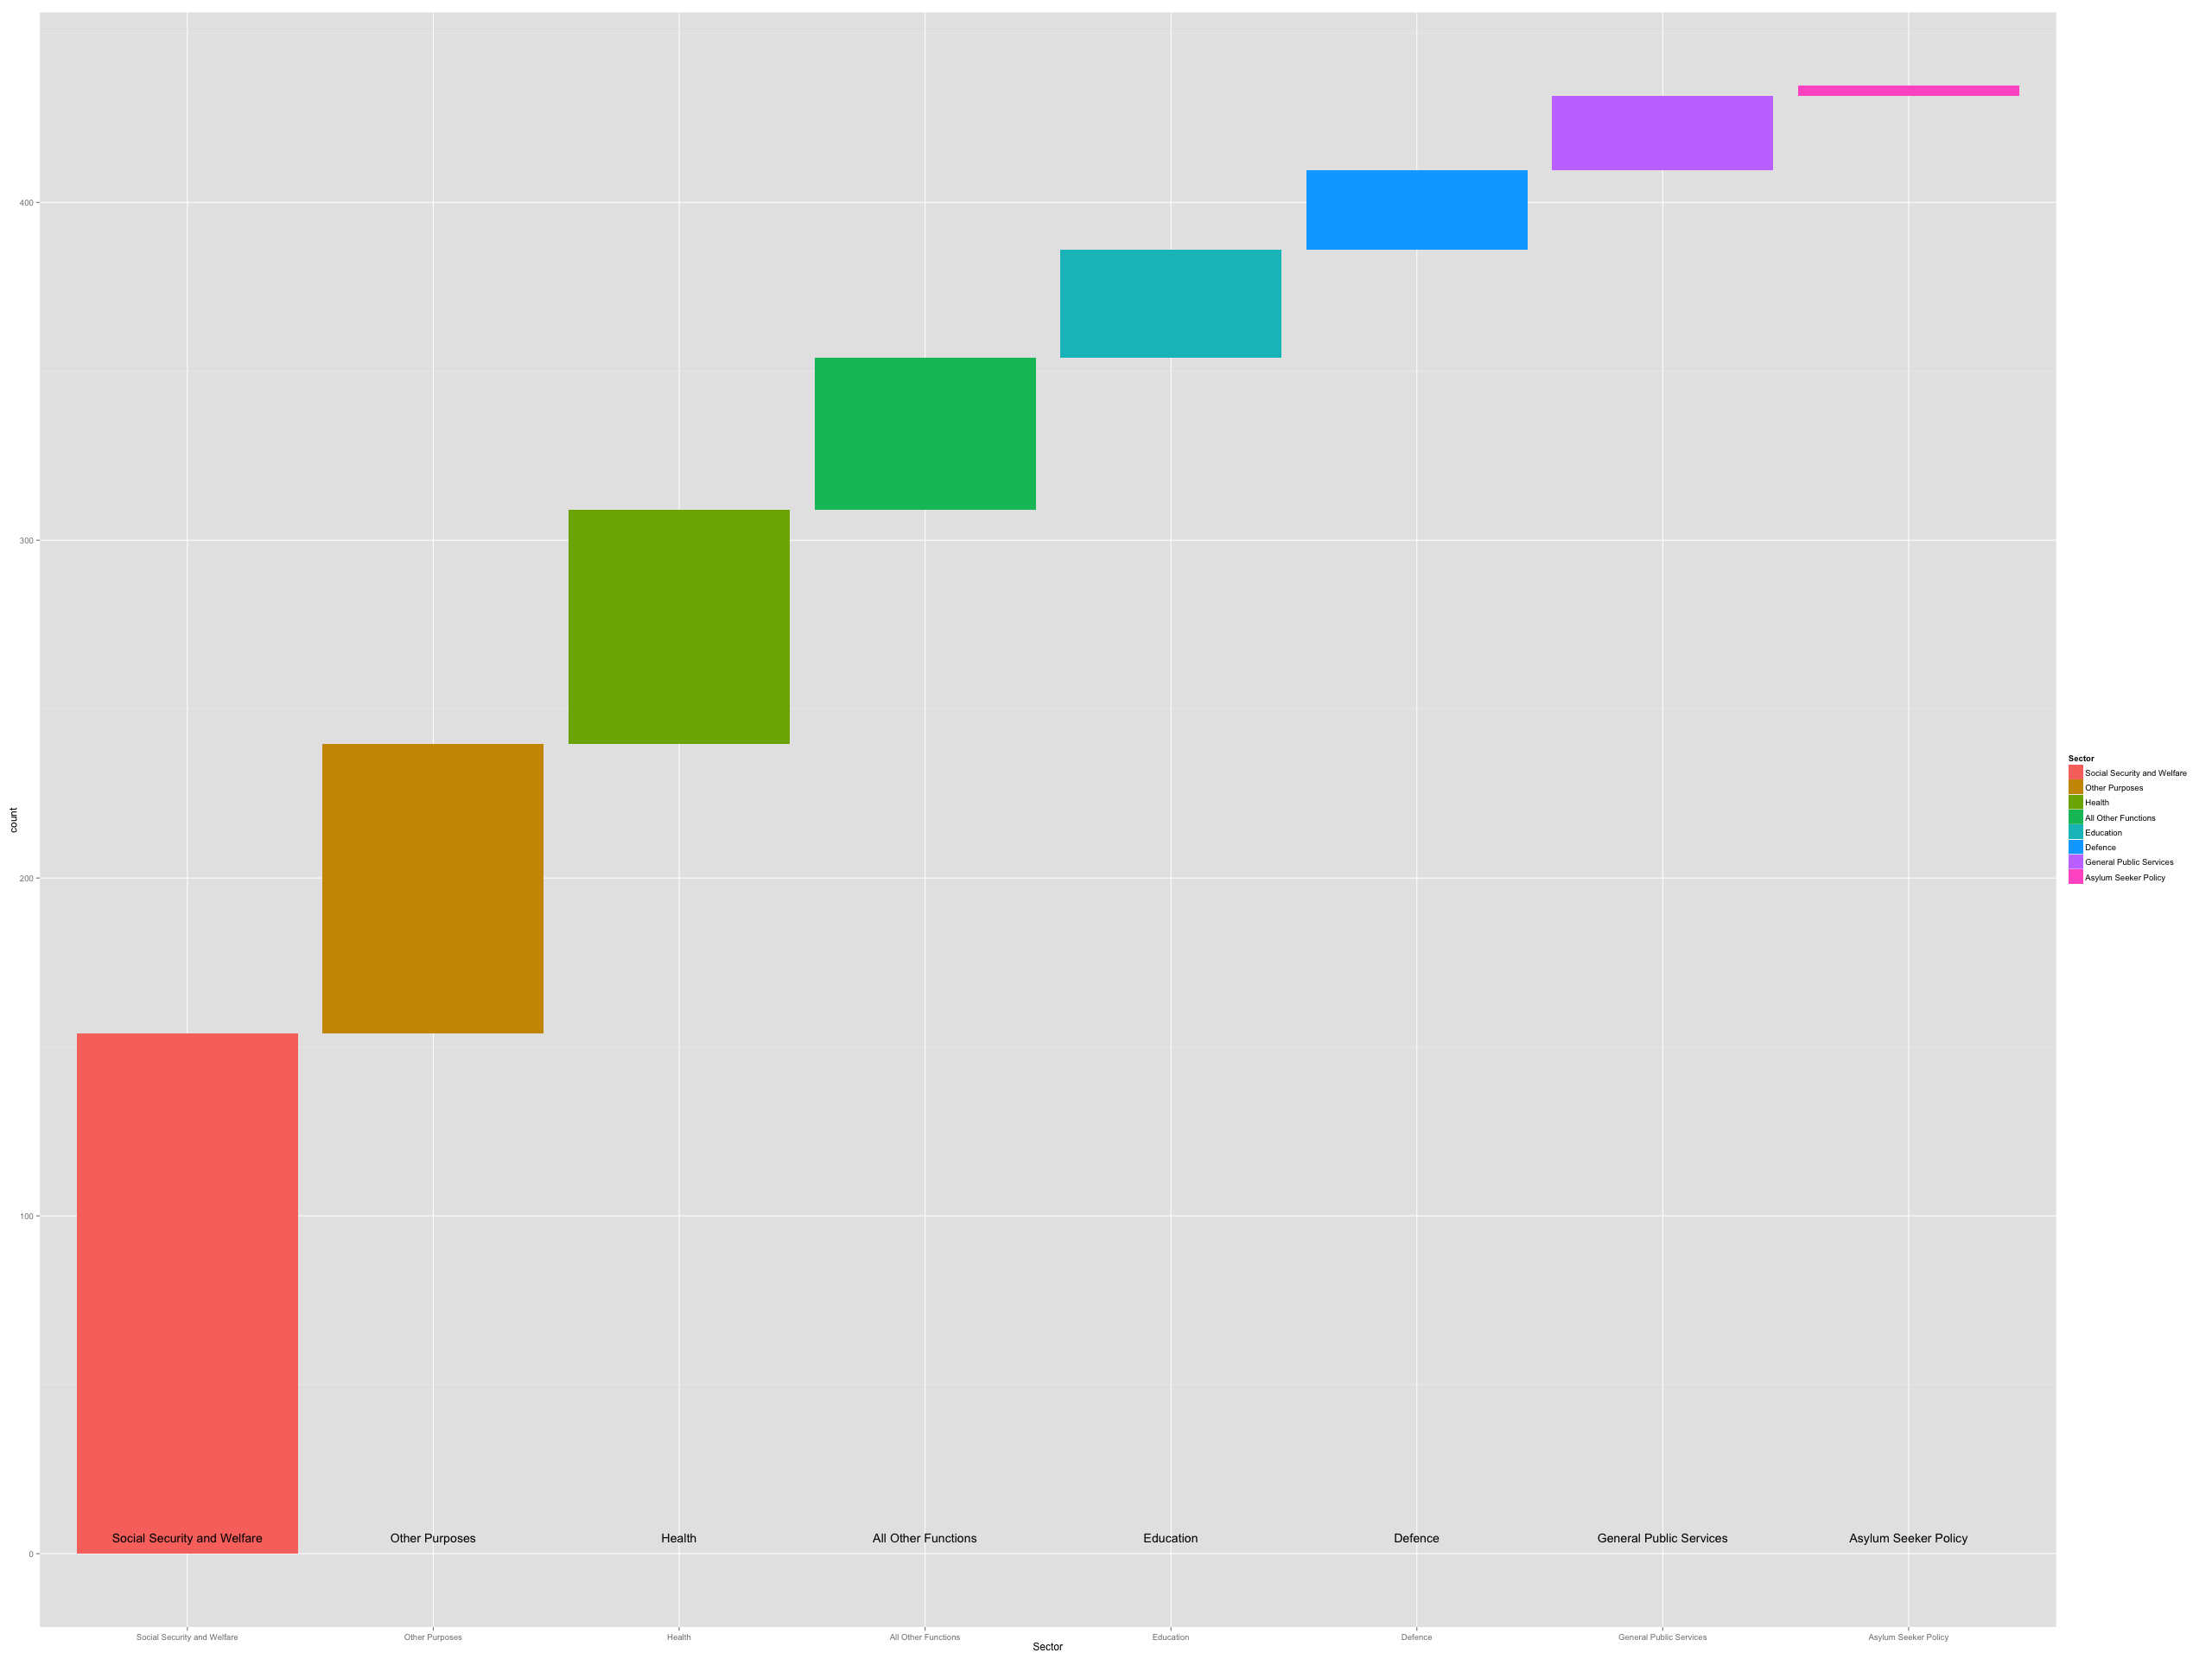 400
300
200
100
0
count
Social Security and Welfare
Other Purposes
Health
All Other Functions
Education
Defence
General Public Services
Asylum Seeker Policy
Social Security and Welfare
Other Purposes
Health
All Other Functions
Education
Defence
General Public Services
Asylum Seeker Policy
Sector
Sector
Social Security and Welfare
Other Purposes
Health
All Other Functions
Education
Defence
General Public Services
Asylum Seeker Policy